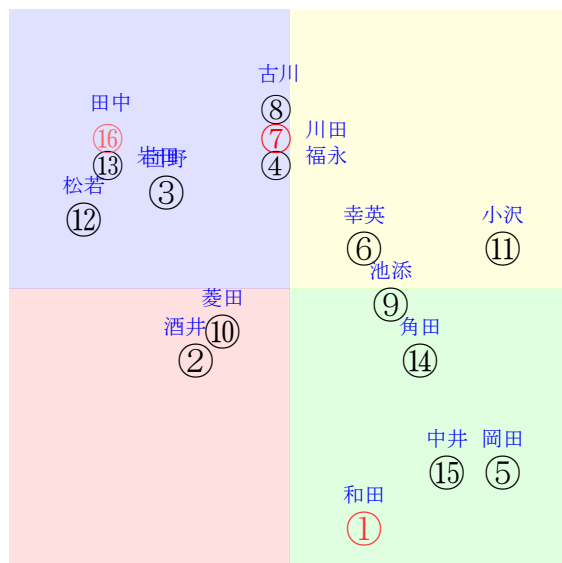 古川
田中
⑧
川田
⑯
⑦
福永
⑬
④
松若
③
⑫
幸英
小沢
⑥
⑪
池添
菱田
⑨
酒井
⑩
角田
②
⑭
中井
岡田
⑮
⑤
和田
①